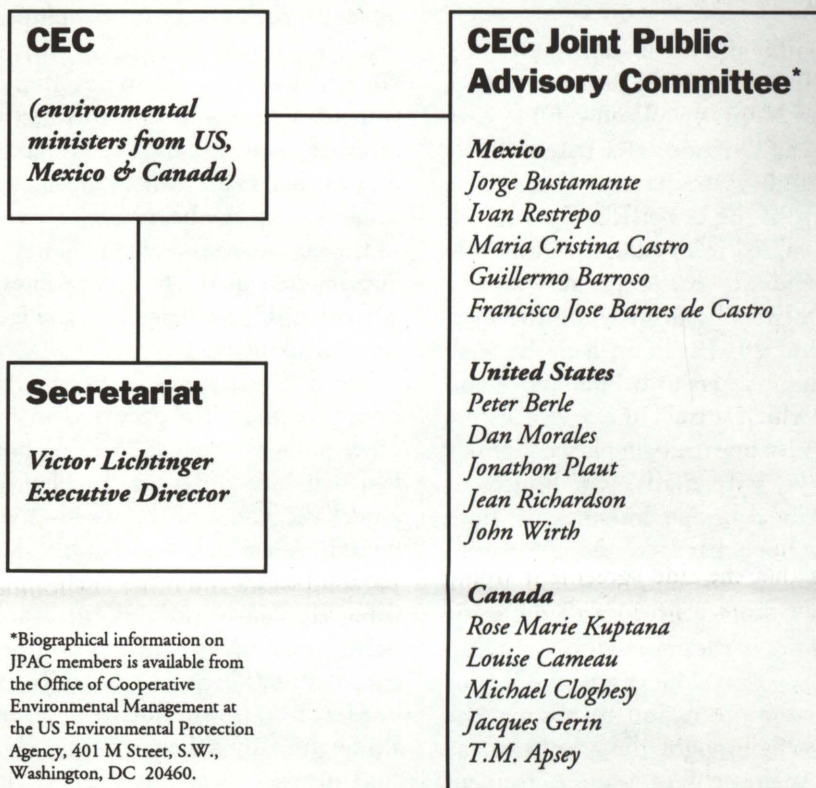 CEC
(environmental
ministers from US,
Mexico & Canada)
Secretariat
Victor Lichtinger
Executive Director
*Biographical information on
JPAC members is available from
the Office of Cooperative
Environmental Management at
the US Environmental Protection
Agency, 401 M Street, S.W.,
Washington, DC 20460.
CEC Joint Public
Advisory Committee*
Mexico
Jorge Bustamante
Ivan Restrepo
Maria Cristina Castro
Guillermo Barroso
Francisco Jose Barnes de Castro
United States
Peter Berle
Dan Morales
Jonathon Plaut
Jean Richardson
John Wirth
Canada
Rose Marie Kuptana
Louise Cameau
Michael Cloghesy
Jacques Gerin
T.M. Apsey